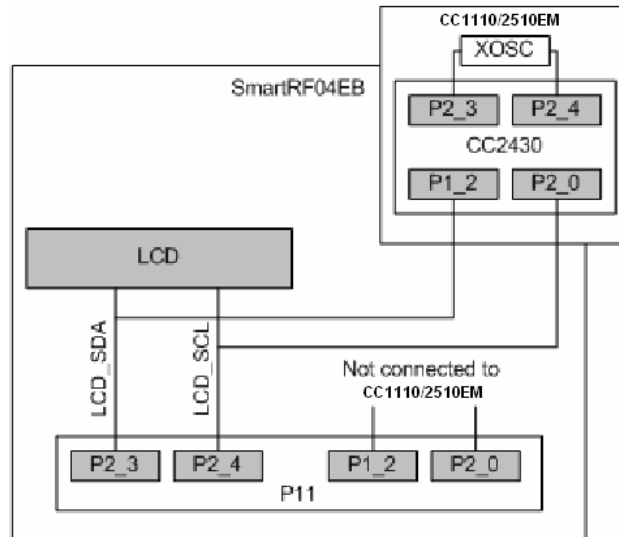 CC1110/2510EM
XOSC
SmartRF04EB
P2_3 P2_4
CC2430
P1_2 P2_0
LCD
LCD_SDA
LCD_SCL
Not connected to
CC1110/2510EM
P2_3 P2_4 P1_2 P2_0
P11